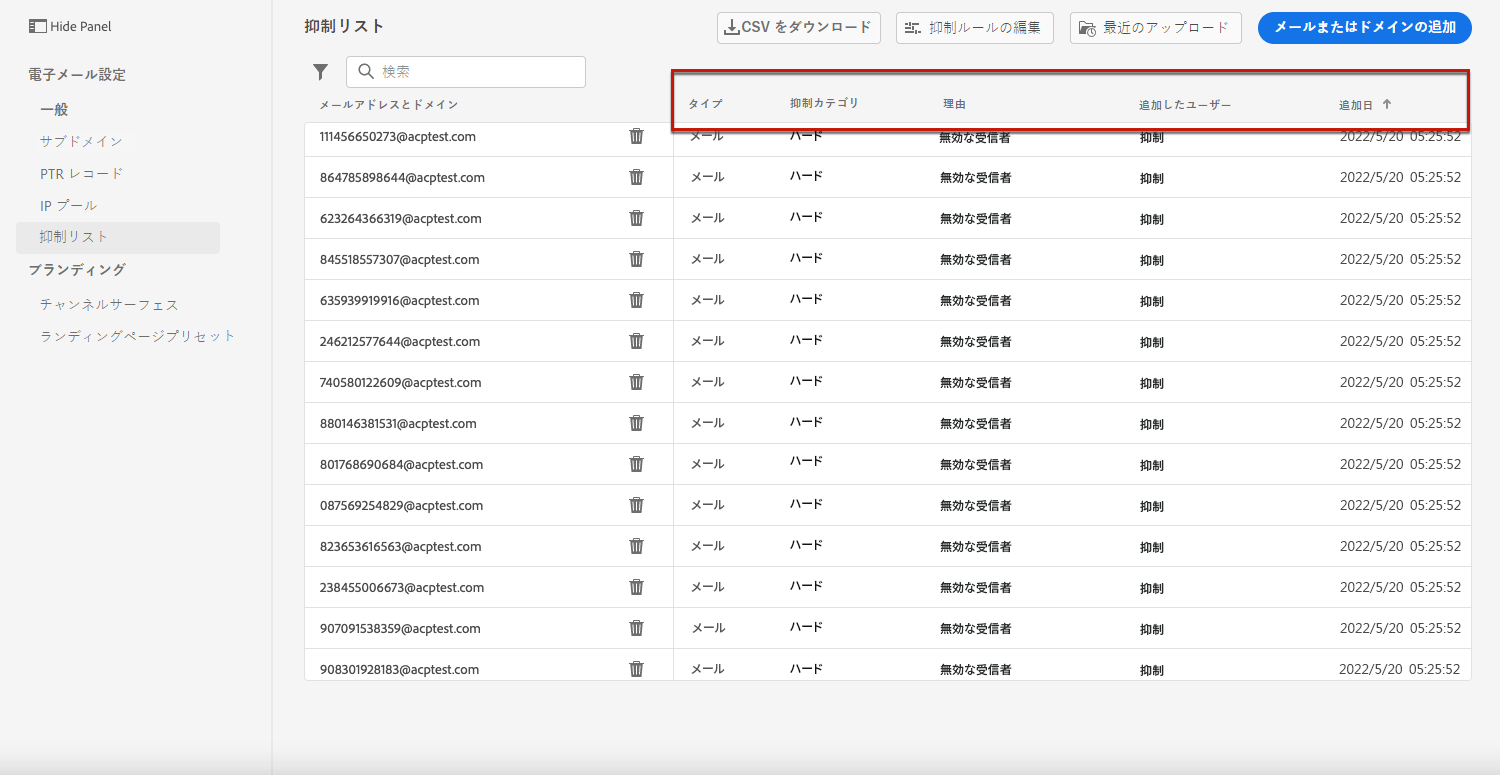 Hide Panel
電子メール設定
一般
サブドメイン
PTR レコード
IP プール
抑制リスト
ブランディング
チャンネルサーフェス
ランディングページプリセット
抑制リスト
CSV をダウンロード
抑制ルールの編集
最近のアップロード
メールまたはドメインの追加
検索
メールアドレスとドメイン タイプ 抑制カテゴリ 理由 追加したユーザー 追加日
111456650273@acptest.com メール ハード 無効な受信者 抑制 2022/5/20 05:25:52
864785898644@acptest.com メール ハード 無効な受信者 抑制 2022/5/20 05:25:52
623264366319@acptest.com メール ハード 無効な受信者 抑制 2022/5/20 05:25:52
845518557307@acptest.com メール ハード 無効な受信者 抑制 2022/5/20 05:25:52
635939919916@acptest.com メール ハード 無効な受信者 抑制 2022/5/20 05:25:52
246212577644@acptest.com メール ハード 無効な受信者 抑制 2022/5/20 05:25:52
740580122609@acptest.com メール ハード 無効な受信者 抑制 2022/5/20 05:25:52
880146381531@acptest.com メール ハード 無効な受信者 抑制 2022/5/20 05:25:52
801768690684@acptest.com メール ハード 無効な受信者 抑制 2022/5/20 05:25:52
087569254829@acptest.com メール ハード 無効な受信者 抑制 2022/5/20 05:25:52
823653616563@acptest.com メール ハード 無効な受信者 抑制 2022/5/20 05:25:52
238455006673@acptest.com メール ハード 無効な受信者 抑制 2022/5/20 05:25:52
907091538359@acptest.com メール ハード 無効な受信者 抑制 2022/5/20 05:25:52
908301928183@acptest.com メール ハード 無効な受信者 抑制 2022/5/20 05:25:52